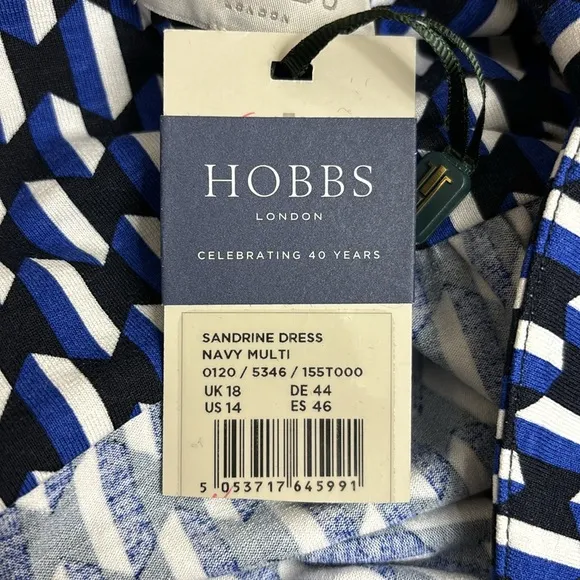 LONDON
HOBBS
LONDON
CELEBRATING 40 YEARS
SANDRINE DRESS
NAVY MULTI
0120 / 5346 / 155T000
UK 18 DE 44
US 14 ES 46
5 053717 645991